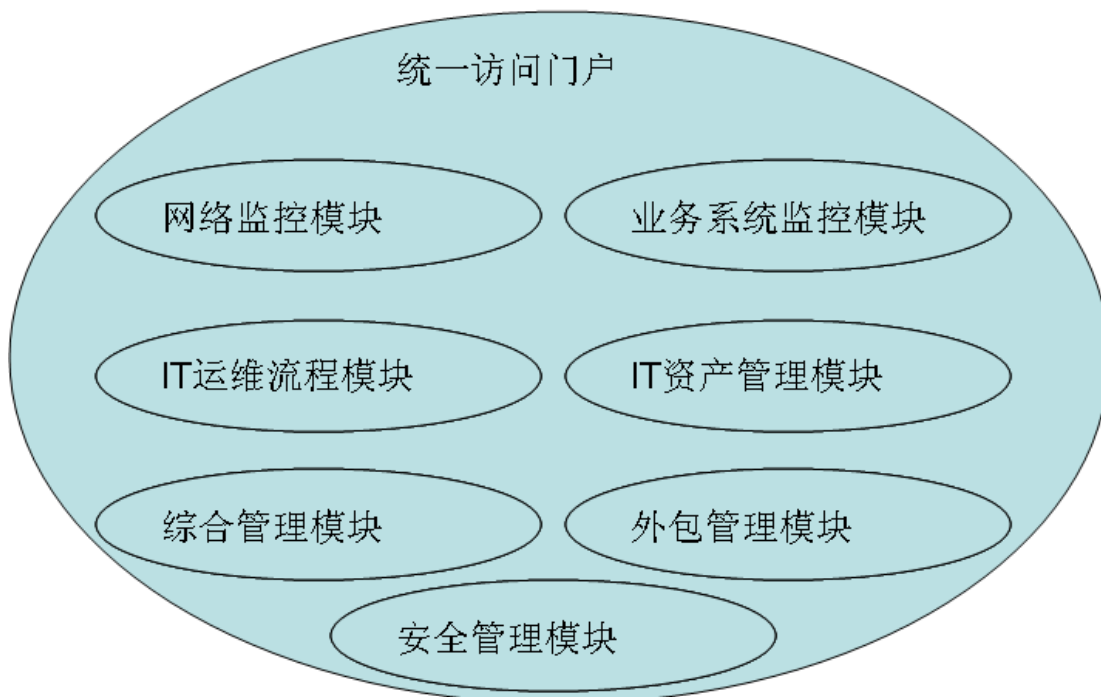 统一访问门户
网络监控模块
业务系统监控模块
IT运维流程模块
IT资产管理模块
综合管理模块
外包管理模块
安全管理模块